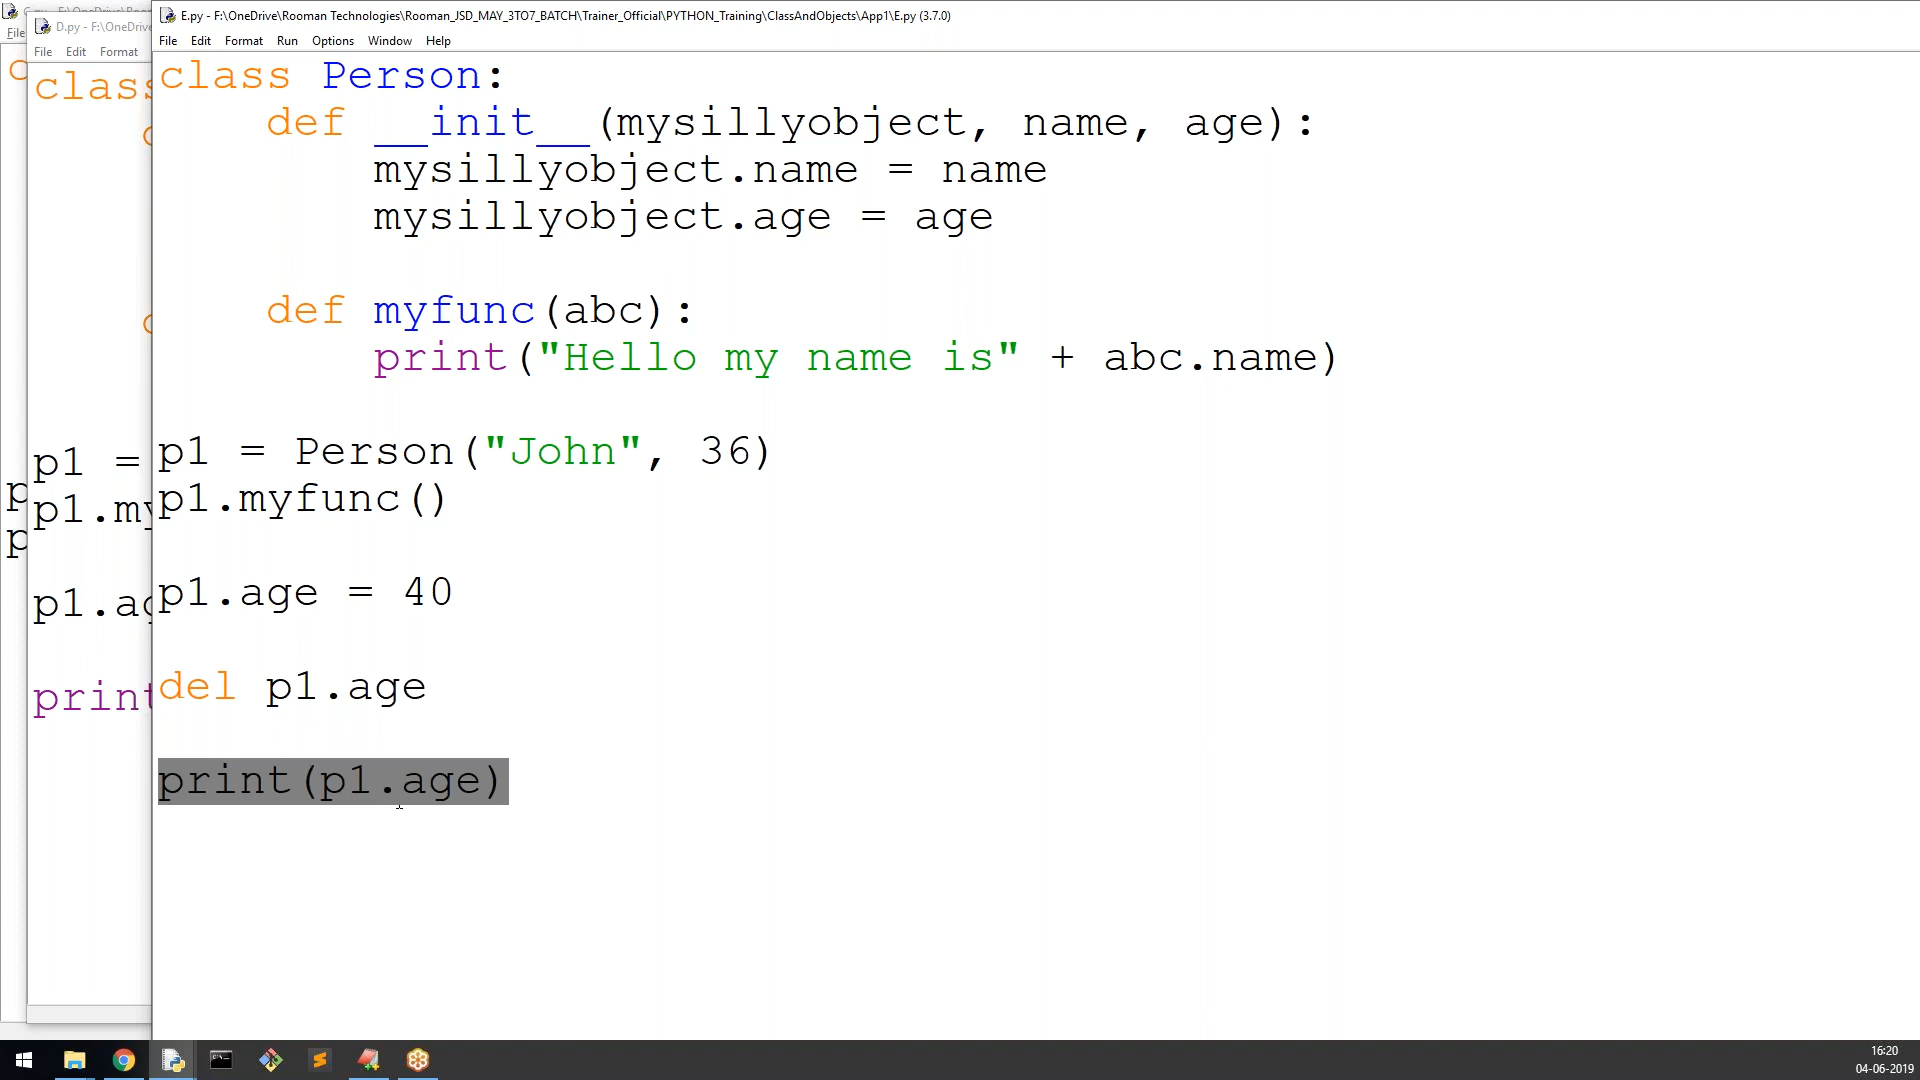 E.py - F:\OneDrive\Rooman Technologies\Rooman_JSD_MAY_3TO7_BATCH\Trainer_Official\PYTHON_Training\ClassAndObjects\App1\E.py (3.7.0)
File Edit Format Run Options Window Help
D.py - F:\OneDrive
File Edit Format
class Person:
def __init__(mysillyobject, name, age):
mysillyobject.name = name
mysillyobject.age = age
def myfunc(abc):
print("Hello my name is" + abc.name)
p1 = Person("John", 36)
p1.myfunc()
p1.age = 40
del p1.age
print(p1.age)
class
p1 =
p1.my
p1.ag
print
16:20
04-06-2019